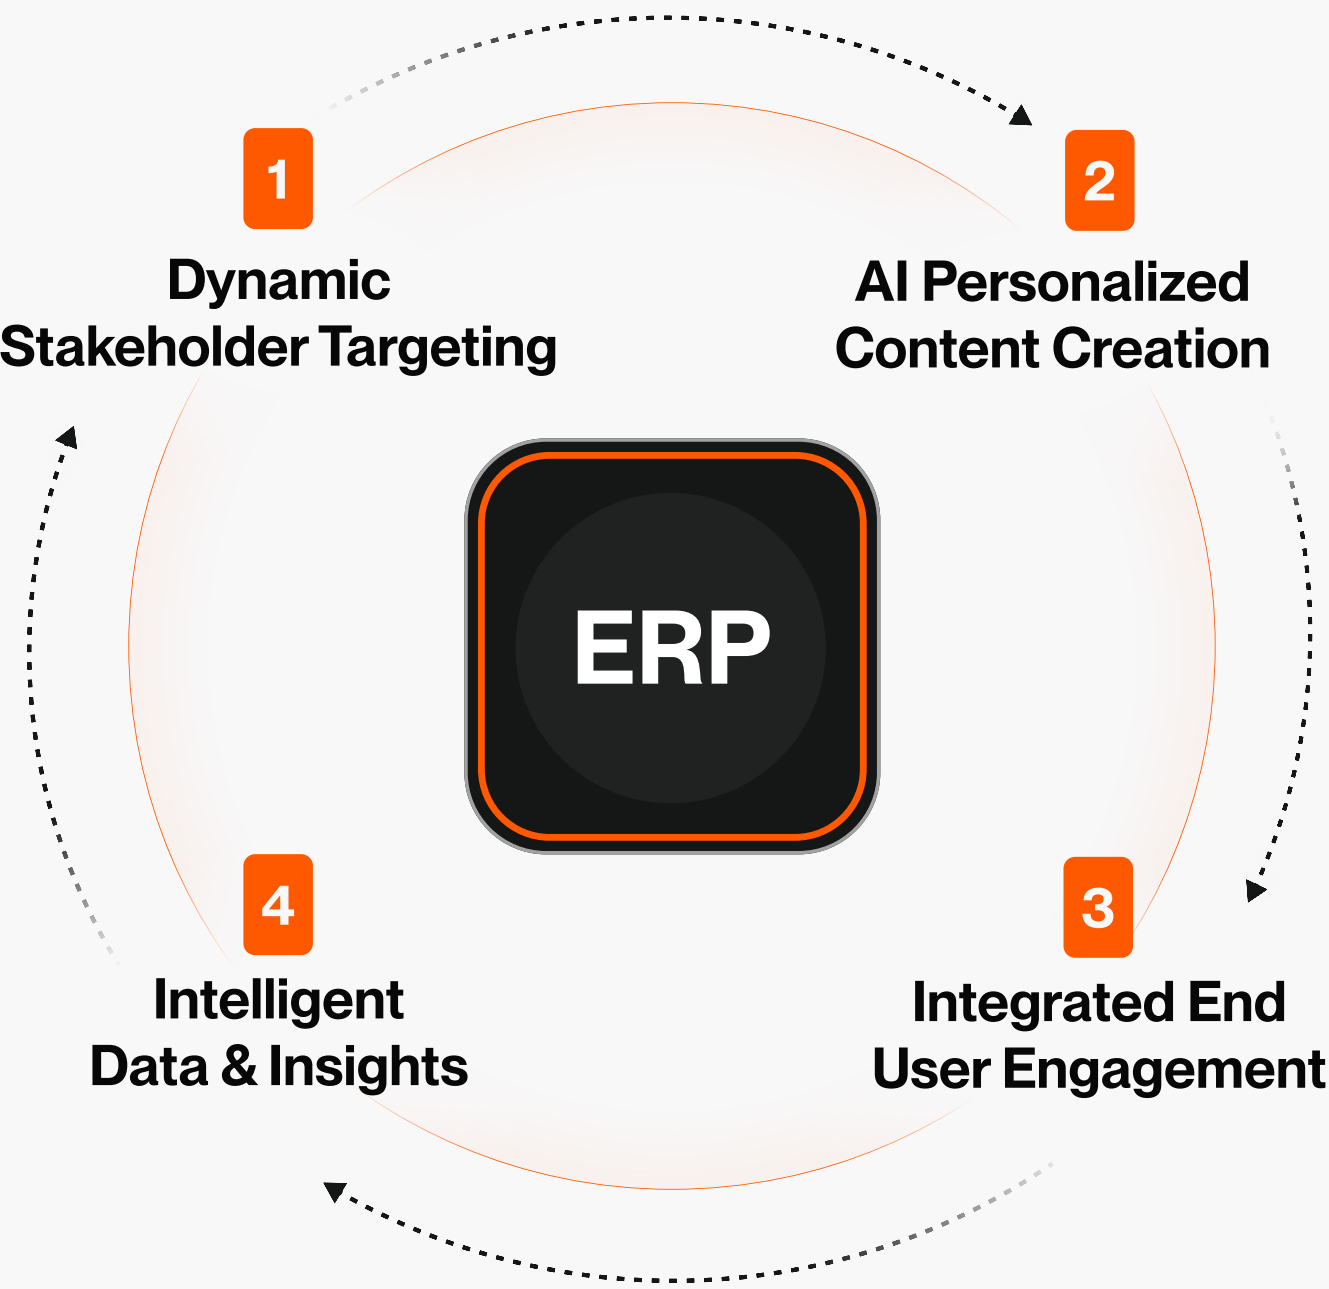 1
Dynamic
Stakeholder Targeting
2
AI Personalized
Content Creation
ERP
4
Intelligent
Data & Insights
3
Integrated End
User Engagement